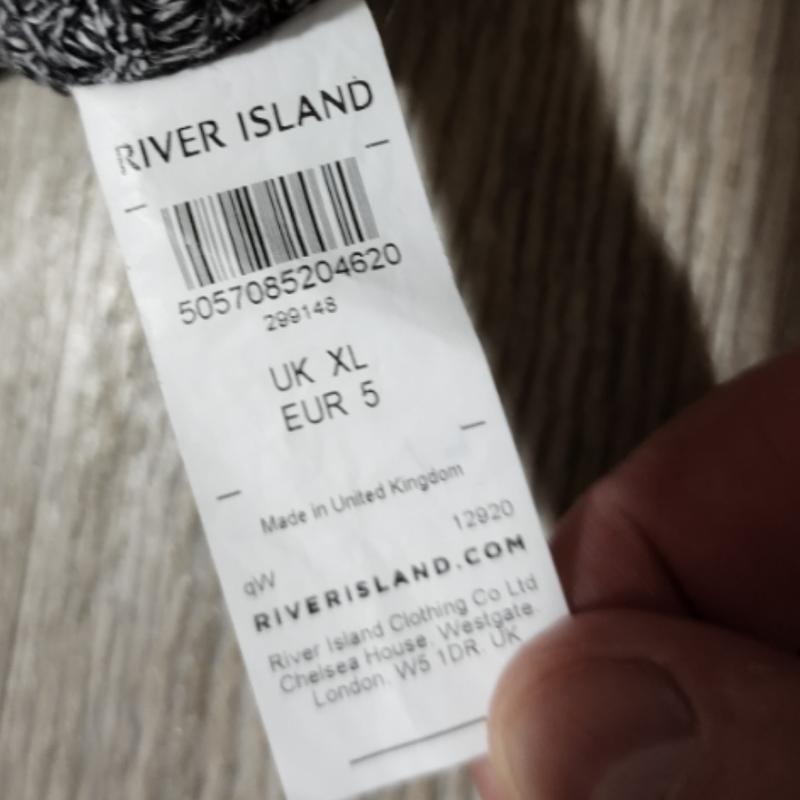 RIVER ISLAND
5057085204620
299148
UK XL
EUR 5
Made in United Kingdom
12920
qW
RIVERISLAND.COM
River Island Clothing Co Ltd
Chelsea House, Westgate,
London, W5 1DR, UK